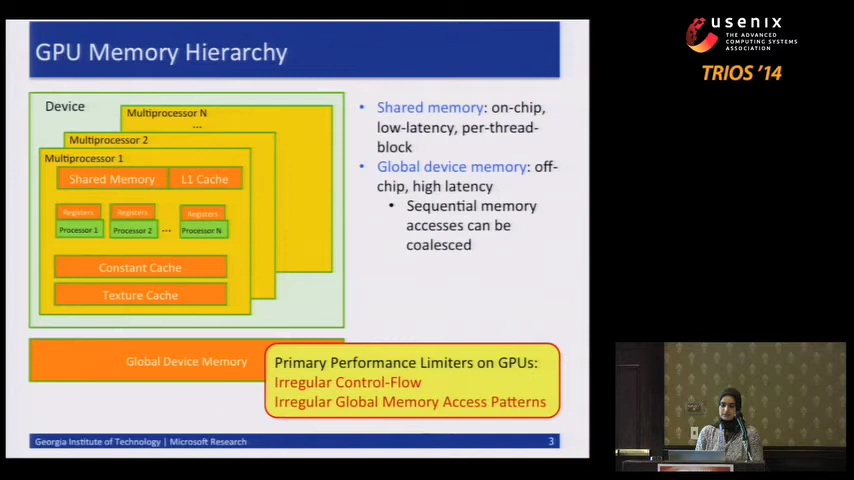 GPU Memory Hierarchy
usenix
THE ADVANCED
COMPUTING SYSTEMS
ASSOCIATION
TRIOS '14
Device
Multiprocessor N
...
Multiprocessor 2
Multiprocessor 1
Shared Memory
L1 Cache
Registers
Registers
Registers
Processor 1
Processor 2
...
Processor N
Constant Cache
Texture Cache
Global Device Memory
• Shared memory: on-chip,
low-latency, per-thread-
block
• Global device memory: off-
chip, high latency
• Sequential memory
accesses can be
coalesced
Primary Performance Limiters on GPUs:
Irregular Control-Flow
Irregular Global Memory Access Patterns
Georgia Institute of Technology | Microsoft Research
3